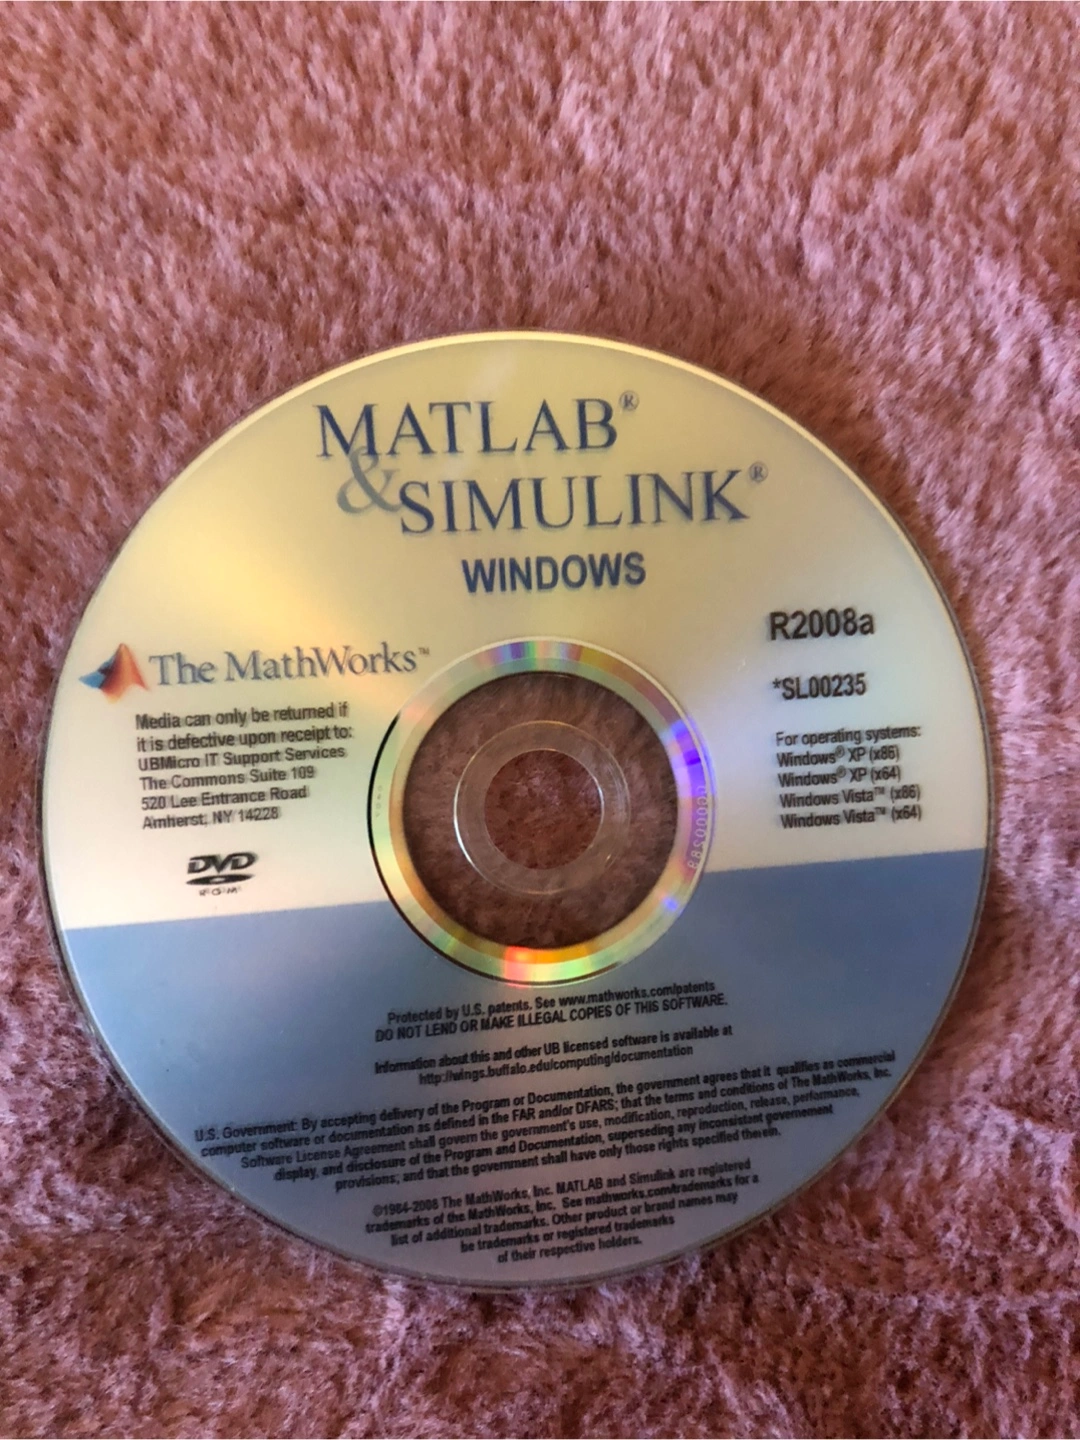 MATLAB®
&SIMULINK®
WINDOWS
R2008a
*SL00235
For operating systems:
Windows® XP (x86)
Windows® XP (x64)
Windows Vista™ (x86)
Windows Vista™ (x64)
The MathWorks™
Media can only be returned if
it is defective upon receipt to:
UBMicro IT Support Services
The Commons Suite 109
520 Lee Entrance Road
Amherst, NY 14228
DVD
R O M
Protected by U.S. patents. See www.mathworks.com/patents
DO NOT LEND OR MAKE ILLEGAL COPIES OF THIS SOFTWARE.
Information about this and other UB licensed software is available at
http://wings.buffalo.edu/computing/documentation
U.S. Government: By accepting delivery of the Program or Documentation, the government agrees that it qualifies as commercial
computer software or documentation as defined in the FAR and/or DFARS; that the terms and conditions of The MathWorks, Inc.
Software License Agreement shall govern the government's use, modification, reproduction, release, performance,
display, and disclosure of the Program and Documentation, superseding any inconsistent governement
provisions; and that the government shall have only those rights specified therein.
©1984-2008 The MathWorks, Inc. MATLAB and Simulink are registered
trademarks of the MathWorks, Inc. See mathworks.com/trademarks for a
list of additional trademarks. Other product or brand names may
be trademarks or registered trademarks
of their respective holders.